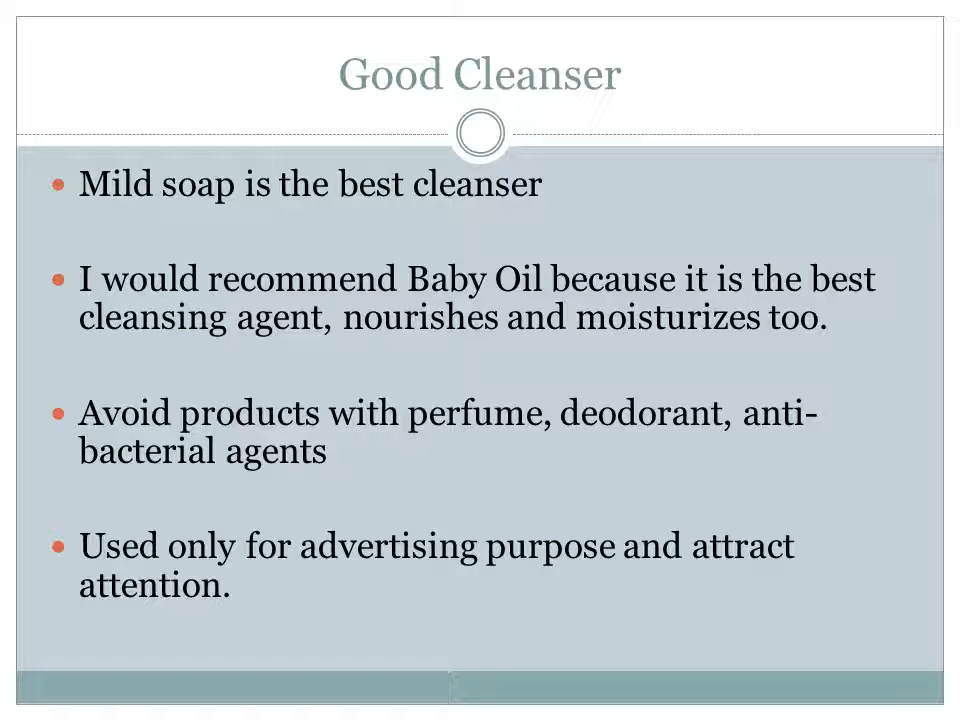 Good Cleanser
• Mild soap is the best cleanser
• I would recommend Baby Oil because it is the best
cleansing agent, nourishes and moisturizes too.
• Avoid products with perfume, deodorant, anti-
bacterial agents
• Used only for advertising purpose and attract
attention.